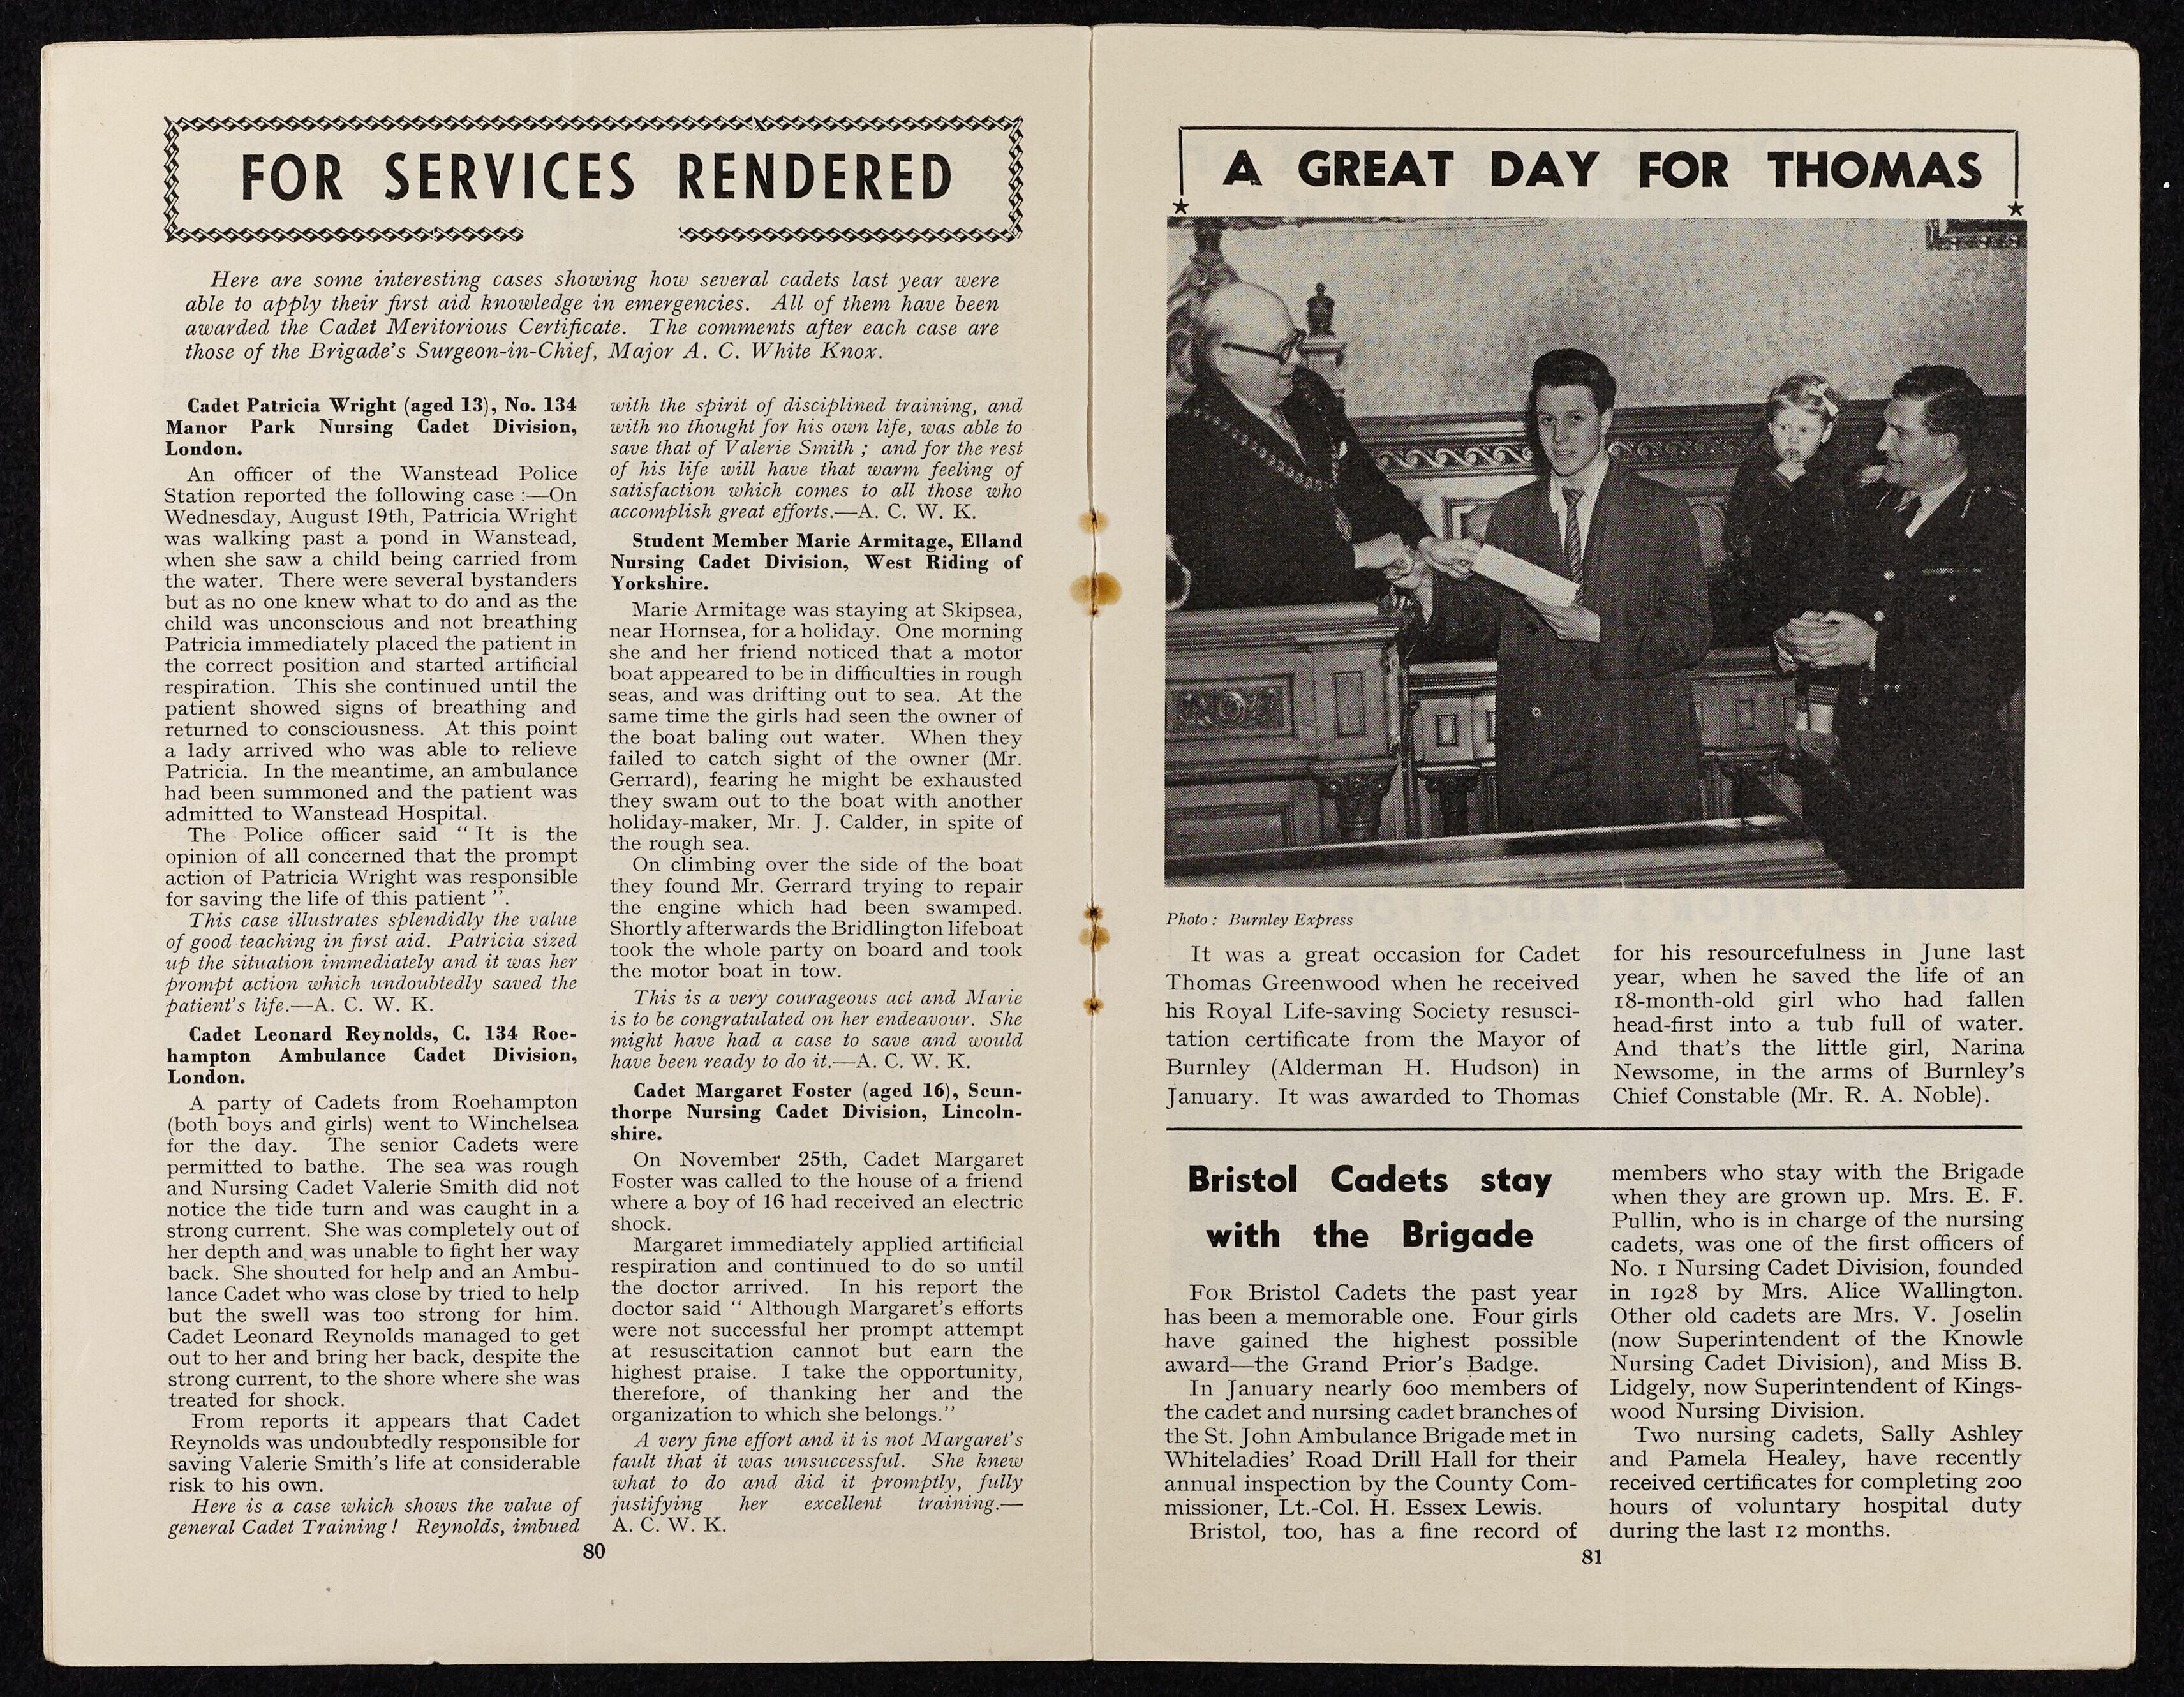 FOR SERVICES RENDERED
Here are some interesting cases showing how several cadets last year were
able to apply their first aid knowledge in emergencies. All of them have been
awarded the Cadet Meritorious Certificate. The comments after each case are
those of the Brigade's Surgeon-in-Chief, Major A. C. White Knox.
Cadet Patricia Wright (aged 13), No. 134
Manor Park Nursing Cadet Division,
London.
An officer of the Wanstead Police
Station reported the following case :—On
Wednesday, August 19th, Patricia Wright
was walking past a pond in Wanstead,
when she saw a child being carried from
the water. There were several bystanders
but as no one knew what to do and as the
child was unconscious and not breathing
Patricia immediately placed the patient in
the correct position and started artificial
respiration. This she continued until the
patient showed signs of breathing and
returned to consciousness. At this point
a lady arrived who was able to relieve
Patricia. In the meantime, an ambulance
had been summoned and the patient was
admitted to Wanstead Hospital.
The Police officer said “ It is the
opinion of all concerned that the prompt
action of Patricia Wright was responsible
for saving the life of this patient ”.
This case illustrates splendidly the value
of good teaching in first aid. Patricia sized
up the situation immediately and it was her
prompt action which undoubtedly saved the
patient's life.—A. C. W. K.
Cadet Leonard Reynolds, C. 134 Roe-
hampton Ambulance Cadet Division,
London.
A party of Cadets from Roehampton
(both boys and girls) went to Winchelsea
for the day. The senior Cadets were
permitted to bathe. The sea was rough
and Nursing Cadet Valerie Smith did not
notice the tide turn and was caught in a
strong current. She was completely out of
her depth and was unable to fight her way
back. She shouted for help and an Ambu-
lance Cadet who was close by tried to help
but the swell was too strong for him.
Cadet Leonard Reynolds managed to get
out to her and bring her back, despite the
strong current, to the shore where she was
treated for shock.
From reports it appears that Cadet
Reynolds was undoubtedly responsible for
saving Valerie Smith's life at considerable
risk to his own.
Here is a case which shows the value of
general Cadet Training ! Reynolds, imbued
with the spirit of disciplined training, and
with no thought for his own life, was able to
save that of Valerie Smith ; and for the rest
of his life will have that warm feeling of
satisfaction which comes to all those who
accomplish great efforts.—A. C. W. K.
Student Member Marie Armitage, Elland
Nursing Cadet Division, West Riding of
Yorkshire.
Marie Armitage was staying at Skipsea,
near Hornsea, for a holiday. One morning
she and her friend noticed that a motor
boat appeared to be in difficulties in rough
seas, and was drifting out to sea. At the
same time the girls had seen the owner of
the boat baling out water. When they
failed to catch sight of the owner (Mr.
Gerrard), fearing he might be exhausted
they swam out to the boat with another
holiday-maker, Mr. J. Calder, in spite of
the rough sea.
On climbing over the side of the boat
they found Mr. Gerrard trying to repair
the engine which had been swamped.
Shortly afterwards the Bridlington lifeboat
took the whole party on board and took
the motor boat in tow.
This is a very courageous act and Marie
is to be congratulated on her endeavour. She
might have had a case to save and would
have been ready to do it.—A. C. W. K.
Cadet Margaret Foster (aged 16), Scun-
thorpe Nursing Cadet Division, Lincoln-
shire.
On November 25th, Cadet Margaret
Foster was called to the house of a friend
where a boy of 16 had received an electric
shock.
Margaret immediately applied artificial
respiration and continued to do so until
the doctor arrived. In his report the
doctor said “ Although Margaret's efforts
were not successful her prompt attempt
at resuscitation cannot but earn the
highest praise. I take the opportunity,
therefore, of thanking her and the
organization to which she belongs.”
A very fine effort and it is not Margaret's
fault that it was unsuccessful. She knew
what to do and did it promptly, fully
justifying her excellent training.—
A. C. W. K.
80
A GREAT DAY FOR THOMAS
Photo : Burnley Express
It was a great occasion for Cadet
Thomas Greenwood when he received
his Royal Life-saving Society resusci-
tation certificate from the Mayor of
Burnley (Alderman H. Hudson) in
January. It was awarded to Thomas
for his resourcefulness in June last
year, when he saved the life of an
18-month-old girl who had fallen
head-first into a tub full of water.
And that's the little girl, Narina
Newsome, in the arms of Burnley's
Chief Constable (Mr. R. A. Noble).
Bristol Cadets stay
with the Brigade
FOR Bristol Cadets the past year
has been a memorable one. Four girls
have gained the highest possible
award—the Grand Prior's Badge.
In January nearly 600 members of
the cadet and nursing cadet branches of
the St. John Ambulance Brigade met in
Whiteladies' Road Drill Hall for their
annual inspection by the County Com-
missioner, Lt.-Col. H. Essex Lewis.
Bristol, too, has a fine record of
members who stay with the Brigade
when they are grown up. Mrs. E. F.
Pullin, who is in charge of the nursing
cadets, was one of the first officers of
No. 1 Nursing Cadet Division, founded
in 1928 by Mrs. Alice Wallington.
Other old cadets are Mrs. V. Joselin
(now Superintendent of the Knowle
Nursing Cadet Division), and Miss B.
Lidgely, now Superintendent of Kings-
wood Nursing Division.
Two nursing cadets, Sally Ashley
and Pamela Healey, have recently
received certificates for completing 200
hours of voluntary hospital duty
during the last 12 months.
81